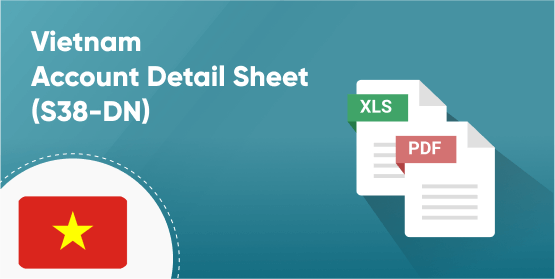 Vietnam
Account Detail Sheet
(S38-DN)
XLS
PDF